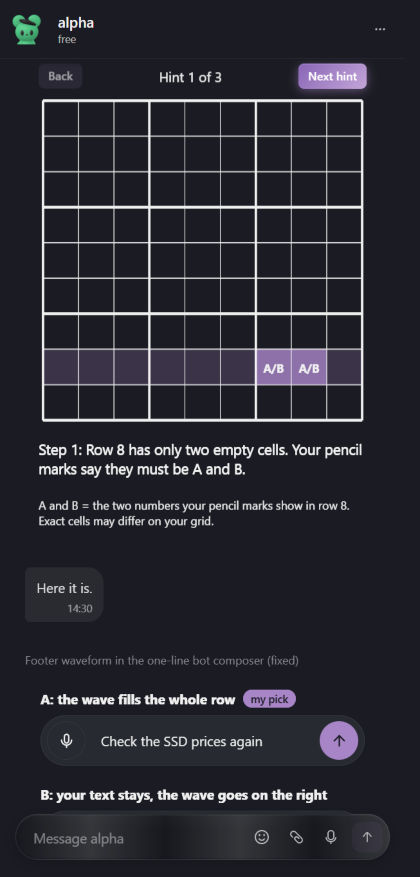 alpha
free
Back
Hint 1 of 3
Next hint
A/B
A/B
Step 1: Row 8 has only two empty cells. Your pencil
marks say they must be A and B.
A and B = the two numbers your pencil marks show in row 8.
Exact cells may differ on your grid.
Here it is.
14:30
Footer waveform in the one-line bot composer (fixed)
A: the wave fills the whole row
my pick
Check the SSD prices again
B: your text stays, the wave goes on the right
Message alpha